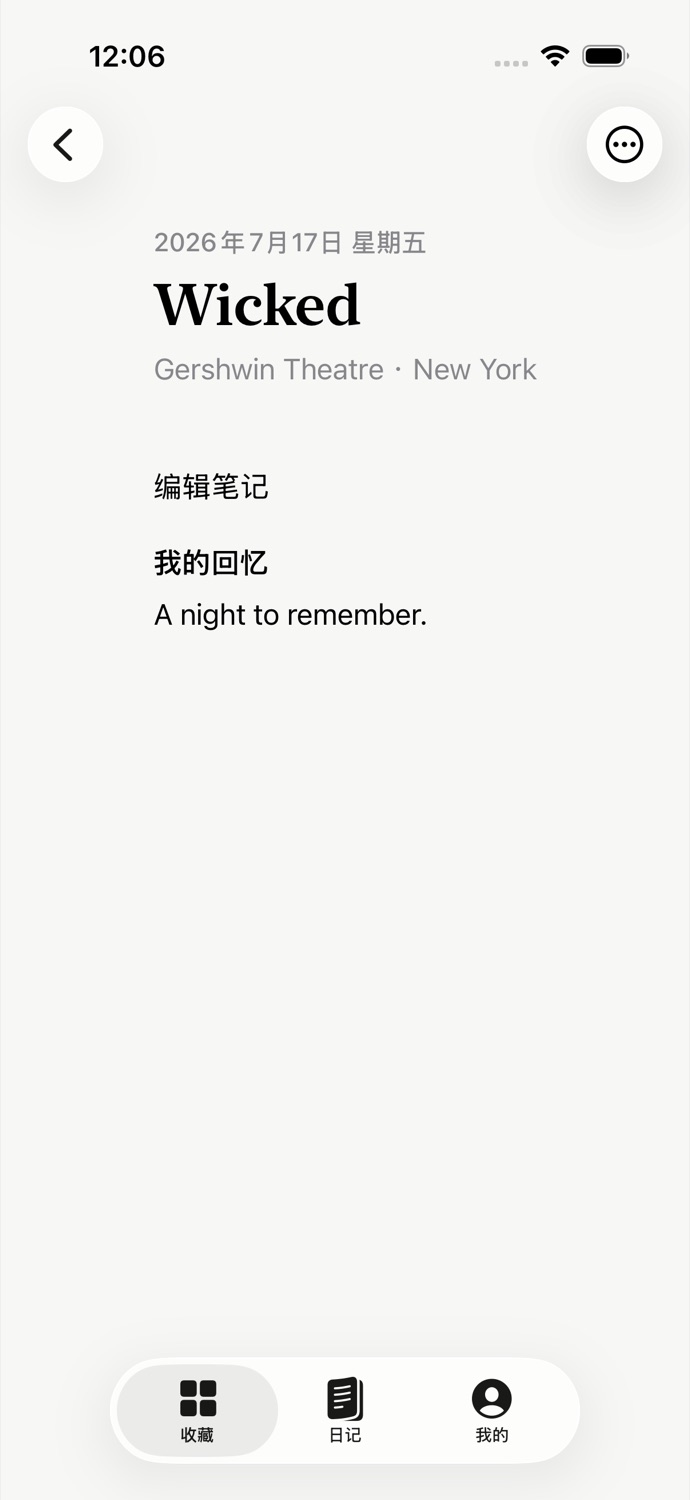 12:06
2026年7月17日 星期五
Wicked
Gershwin Theatre · New York
编辑笔记
我的回忆
A night to remember.
收藏
日记
我的